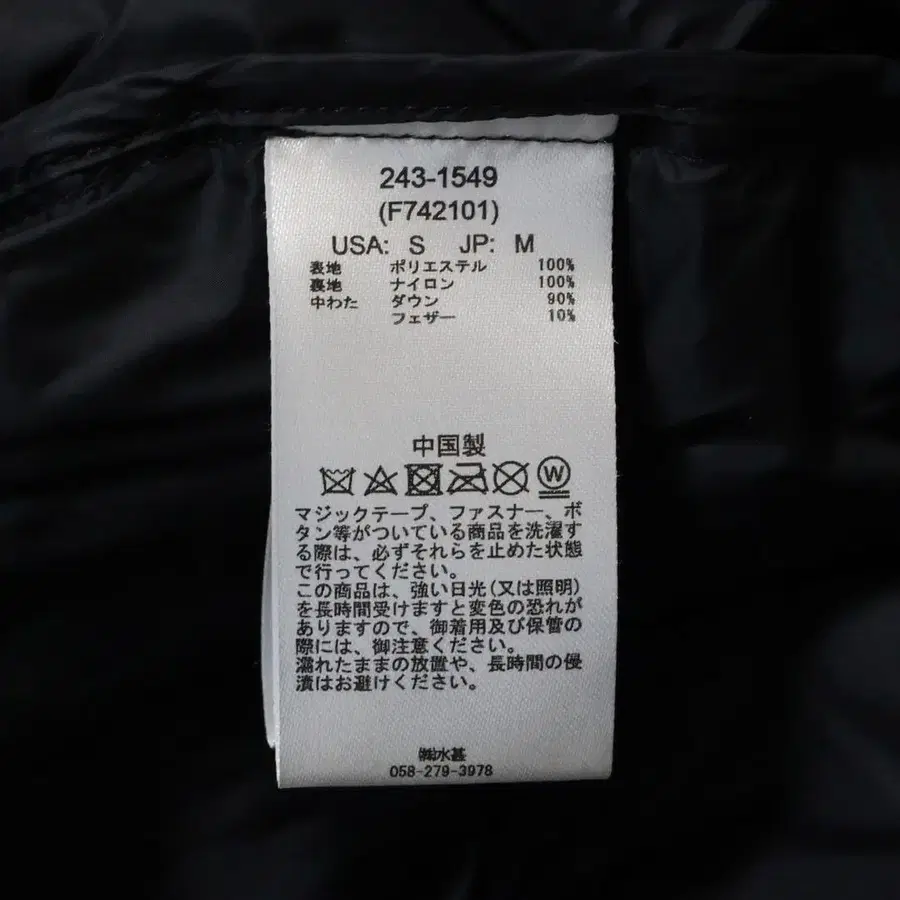 243-1549
(F742101)
USA: S JP: M
表地 ポリエステル 100%
裏地 ナイロン 100%
中わた ダウン 90%
フェザー 10%
中国製
W
マジックテープ、ファスナー、ボ
タン等がついている商品を洗濯す
る際は、必ずそれらを止めた状態
で行ってください。
この商品は、強い日光(又は照明)
を長時間受けますと変色の恐れが
ありますので、御着用及び保管の
際には、御注意ください。
濡れたままの放置や、長時間の優
漬はお避けください。
㈱水甚
058-279-3978